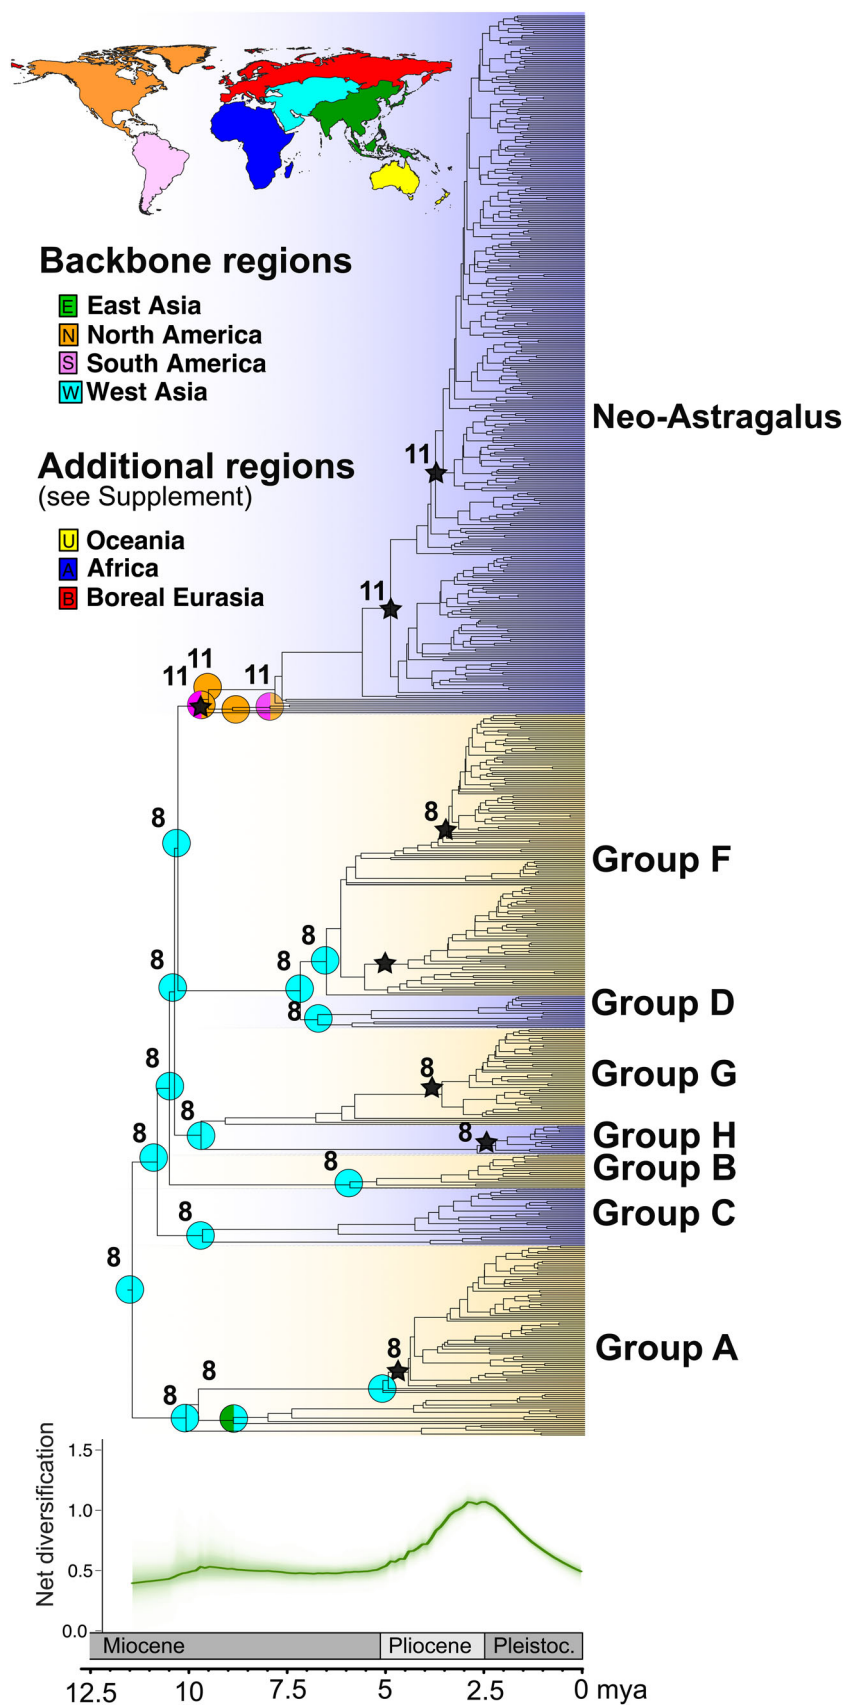 Backbone regions
E East Asia
N North America
S South America
W West Asia
Additional regions
(see Supplement)
U Oceania
A Africa
B Boreal Eurasia
Neo-Astragalus
11
11
11
11
11
8
8
Group F
8
8
8
8
Group D
8
8
Group G
8
8
Group H
8
8
Group B
8
Group C
8
8
Group A
8
8
Net diversification
1.5
1.0
0.5
0.0
Miocene Pliocene Pleistoc.
12.5 10 7.5 5 2.5 0 mya